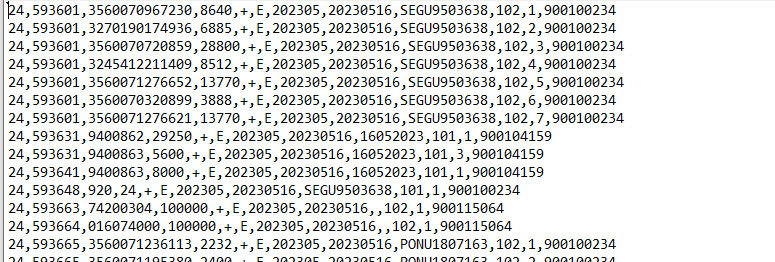 24,593601,3560070967230,8640,+,E,202305,20230516,SEGU9503638,102,1,900100234
24,593601,3270190174936,6885,+,E,202305,20230516,SEGU9503638,102,2,900100234
24,593601,3560070720859,28800,+,E,202305,20230516,SEGU9503638,102,3,900100234
24,593601,3245412211409,8512,+,E,202305,20230516,SEGU9503638,102,4,900100234
24,593601,3560071276652,13770,+,E,202305,20230516,SEGU9503638,102,5,900100234
24,593601,3560070320899,3888,+,E,202305,20230516,SEGU9503638,102,6,900100234
24,593601,3560071276621,13770,+,E,202305,20230516,SEGU9503638,102,7,900100234
24,593631,9400862,29250,+,E,202305,20230516,16052023,101,1,900104159
24,593631,9400863,5600,+,E,202305,20230516,16052023,101,3,900104159
24,593641,9400863,8000,+,E,202305,20230516,16052023,101,1,900104159
24,593648,920,24,+,E,202305,20230516,SEGU9503638,101,1,900100234
24,593663,74200304,100000,+,E,202305,20230516,,102,1,900115064
24,593664,016074000,100000,+,E,202305,20230516,,102,1,900115064
24,593665,3560071236113,2232,+,E,202305,20230516,PONU1807163,102,1,900100234
24,593665,3560071195380,2400,+,E,202305,20230516,PONU1807163,102,2,900100234